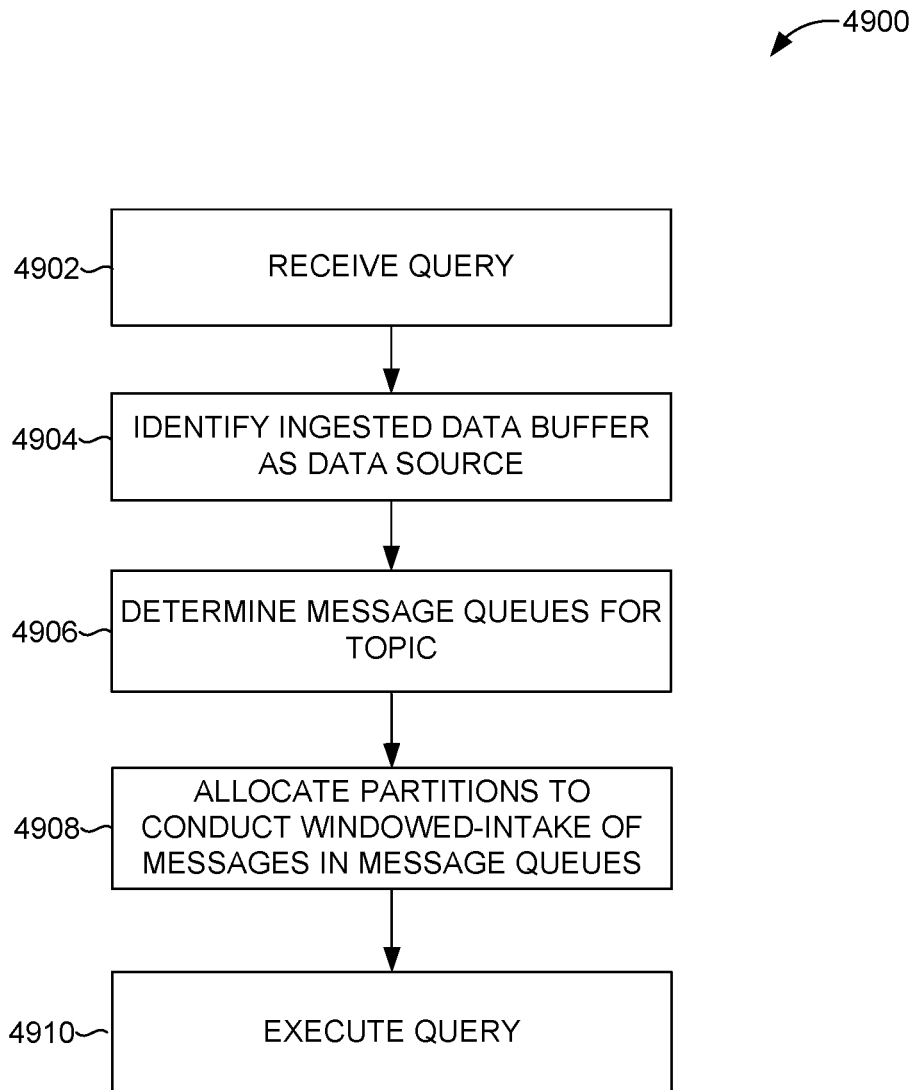 4900
4902
RECEIVE QUERY
4904
IDENTIFY INGESTED DATA BUFFER
AS DATA SOURCE
4906
DETERMINE MESSAGE QUEUES FOR
TOPIC
4908
ALLOCATE PARTITIONS TO
CONDUCT WINDOWED-INTAKE OF
MESSAGES IN MESSAGE QUEUES
4910
EXECUTE QUERY